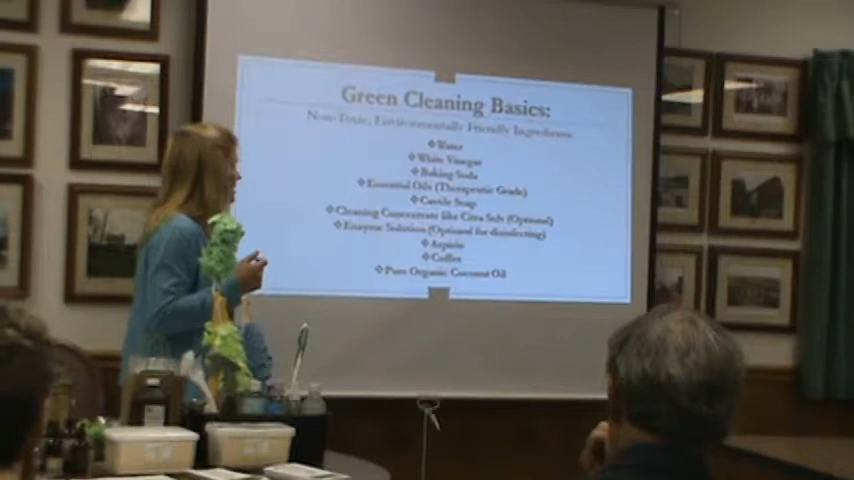 Green Cleaning Basics:
Non-Toxic, Environmentally Friendly Ingredients:
❖Water
❖White Vinegar
❖Baking Soda
❖Essential Oils (Therapeutic Grade)
❖Castile Soap
❖Cleaning Concentrate like Citra Solv (Optional)
❖Enzyme Solution (Optional for disinfecting)
❖Aspirin
❖Coffee
❖Pure Organic Coconut Oil